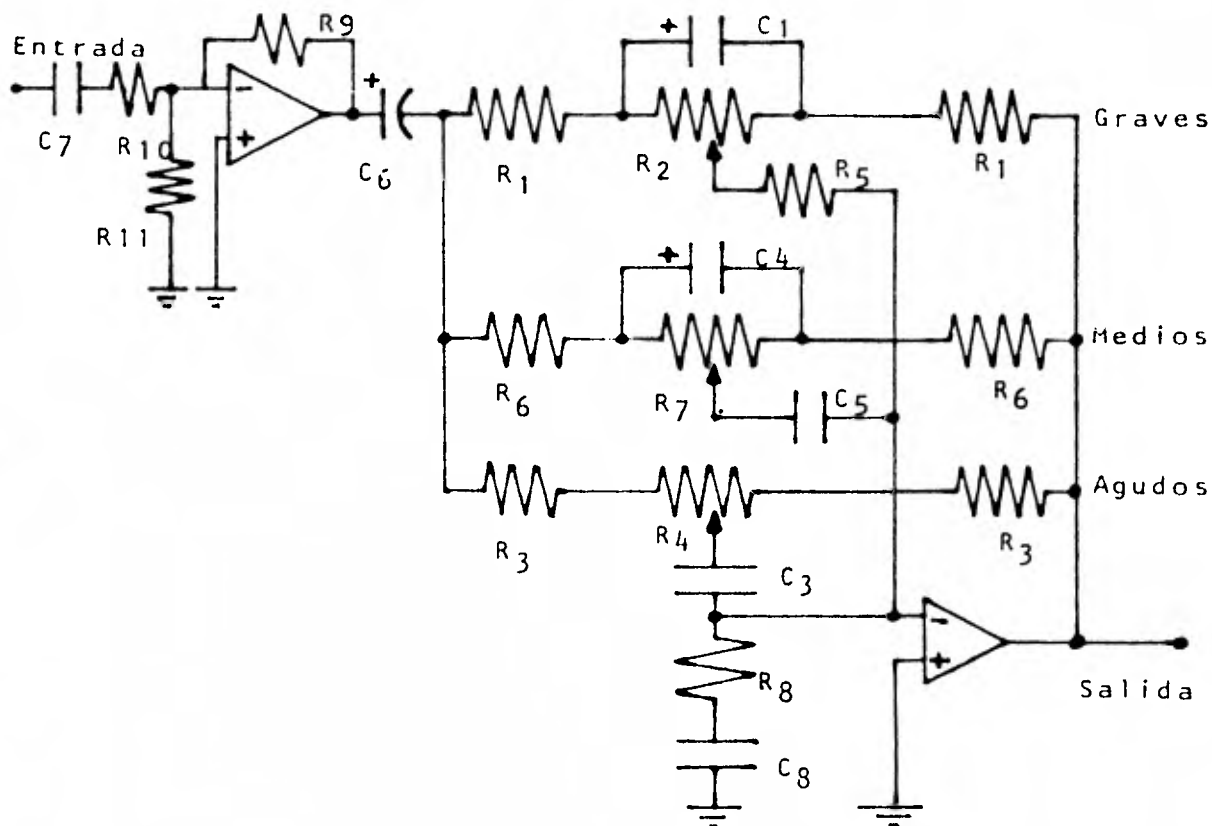 R9
C1
Entrada
+
-
+
+
C7
R10
C6
R1
R2
R5
R1
Graves
R11
+
C4
R6
R7
C5
R6
Medios
R3
R4
R3
Agudos
C3
-
+
R8
Salida
C8